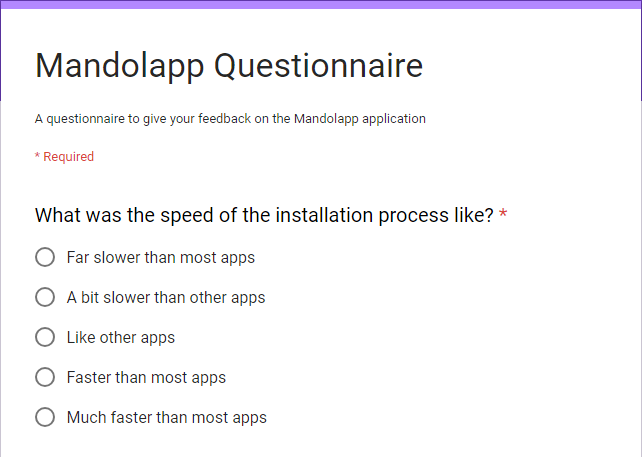 Mandolapp Questionnaire
A questionnaire to give your feedback on the Mandolapp application
* Required
What was the speed of the installation process like? *
Far slower than most apps
A bit slower than other apps
Like other apps
Faster than most apps
Much faster than most apps